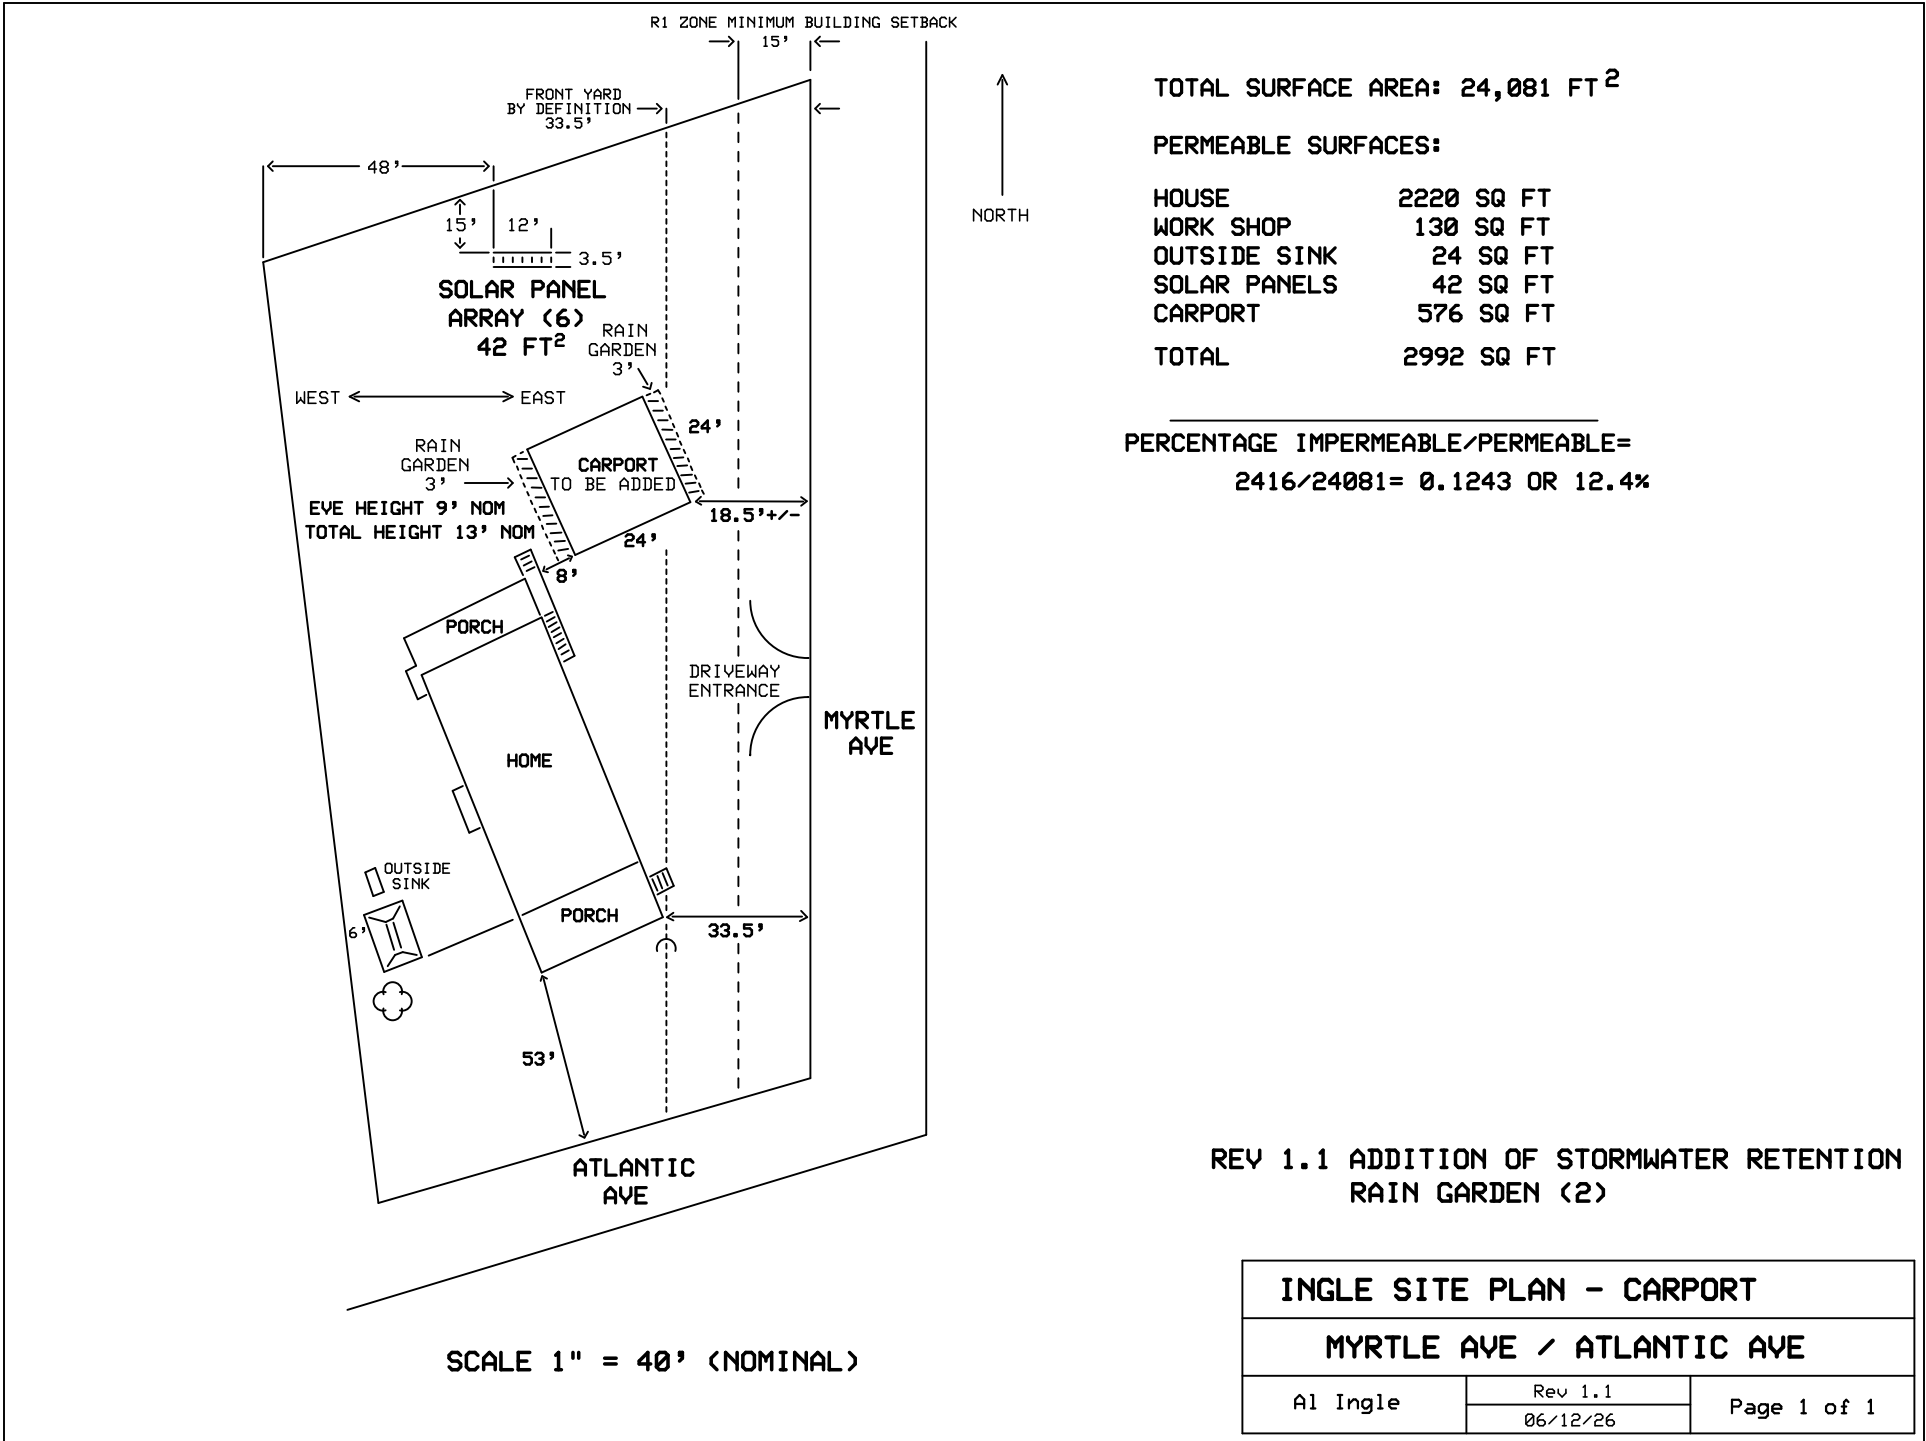 R1 ZONE MINIMUM BUILDING SETBACK
15'
FRONT YARD
BY DEFINITION
33.5'
48'
15'
12'
3.5'
SOLAR PANEL
ARRAY (6)
42 FT2
RAIN
GARDEN
3'
WEST
EAST
24'
RAIN
GARDEN
3'
CARPORT
TO BE ADDED
EVE HEIGHT 9' NOM
TOTAL HEIGHT 13' NOM
18.5'+/-
24'
8'
PORCH
DRIVEWAY
ENTRANCE
MYRTLE
AVE
HOME
OUTSIDE
SINK
6'
PORCH
33.5'
53'
ATLANTIC
AVE
SCALE 1" = 40' (NOMINAL)
NORTH
TOTAL SURFACE AREA: 24,081 FT2
PERMEABLE SURFACES:
HOUSE 2220 SQ FT
WORK SHOP 130 SQ FT
OUTSIDE SINK 24 SQ FT
SOLAR PANELS 42 SQ FT
CARPORT 576 SQ FT
TOTAL 2992 SQ FT
PERCENTAGE IMPERMEABLE/PERMEABLE=
2416/24081= 0.1243 OR 12.4%
REV 1.1 ADDITION OF STORMWATER RETENTION
RAIN GARDEN (2)
INGLE SITE PLAN - CARPORT
MYRTLE AVE / ATLANTIC AVE
Al Ingle
Rev 1.1
06/12/26
Page 1 of 1